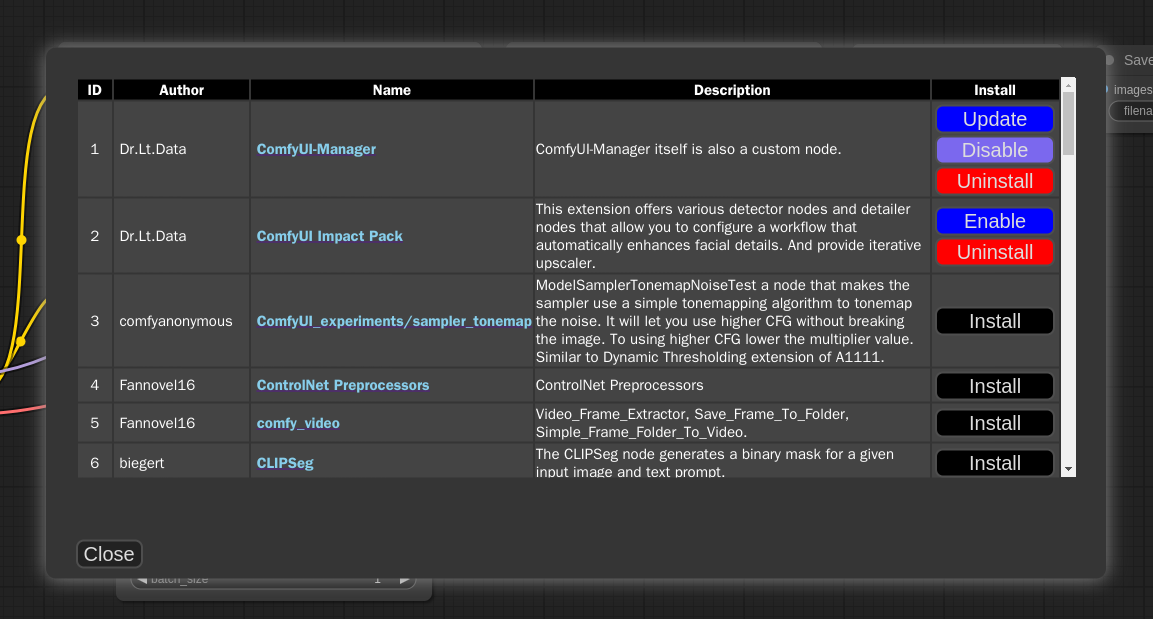 ID Author Name Description Install
1 Dr.Lt.Data ComfyUI-Manager ComfyUI-Manager itself is also a custom node.
Update
Disable
Uninstall
2 Dr.Lt.Data ComfyUI Impact Pack
This extension offers various detector nodes and detailer
nodes that allow you to configure a workflow that
automatically enhances facial details. And provide iterative
upscaler.
Enable
Uninstall
3 comfyanonymous ComfyUI_experiments/sampler_tonemap
ModelSamplerTonemapNoiseTest a node that makes the
sampler use a simple tonemapping algorithm to tonemap
the noise. It will let you use higher CFG without breaking
the image. To using higher CFG lower the multiplier value.
Similar to Dynamic Thresholding extension of A1111.
Install
4 Fannovel16 ControlNet Preprocessors ControlNet Preprocessors Install
5 Fannovel16 comfy_video
Video_Frame_Extractor, Save_Frame_To_Folder,
Simple_Frame_Folder_To_Video.
Install
6 biegert CLIPSeg
The CLIPSeg node generates a binary mask for a given
input image and text prompt.
Install
Close
Save
images
filena
batch_size 1